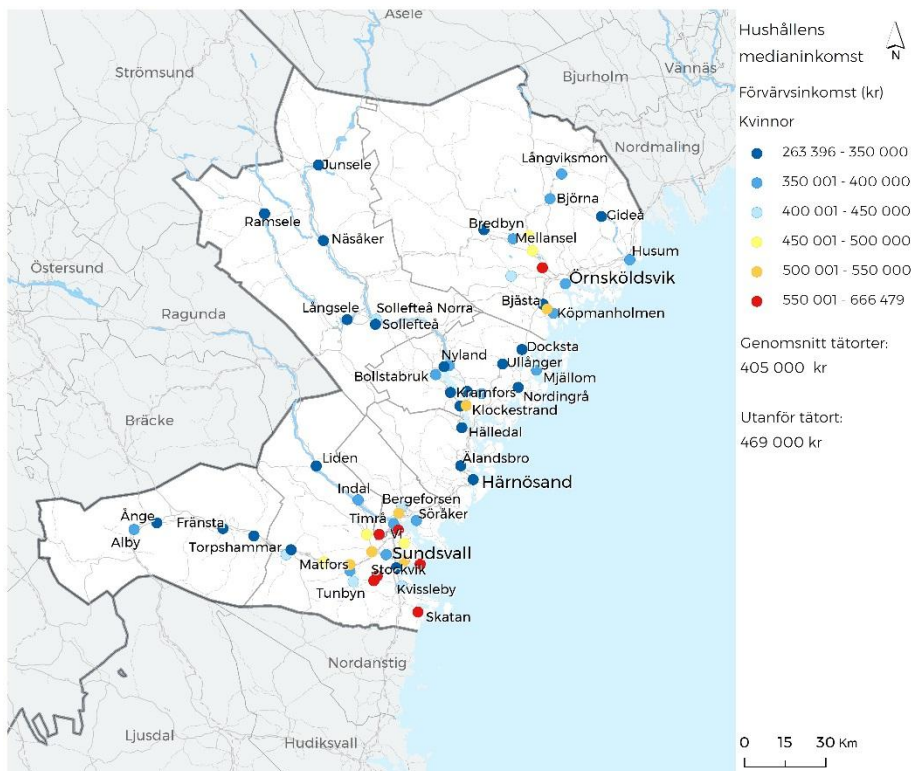 Åsele
Strömsund
Bjurholm
Vännäs
Nordmaling
Långviksmon
Junsele
Björna
Gideå
Ramsele
Bredbyn
Mellansel
Näsåker
Husum
Östersund
Örnsköldsvik
Ragunda
Långsele
Sollefteå Norra
Sollefteå
Bjästa
Köpmanholmen
Docksta
Nyland
Ullånger
Bollstabruk
Mjällom
Kramfors
Nordingrå
Klockestrand
Bräcke
Hälledal
Liden
Älandsbro
Härnösand
Indal
Bergeforsen
Ånge
Fränsta
Timrå
Söråker
Alby
Vi
Torpshammar
Sundsvall
Matfors
Stockvik
Tunbyn
Kvissleby
Skatan
Nordanstig
Ljusdal
Hudiksvall
Hushållens
medianinkomst
N
Förvärvsinkomst (kr)
Kvinnor
263 396 - 350 000
350 001 - 400 000
400 001 - 450 000
450 001 - 500 000
500 001 - 550 000
550 001 - 666 479
Genomsnitt tätorter:
405 000 kr
Utanför tätort:
469 000 kr
0 15 30 Km